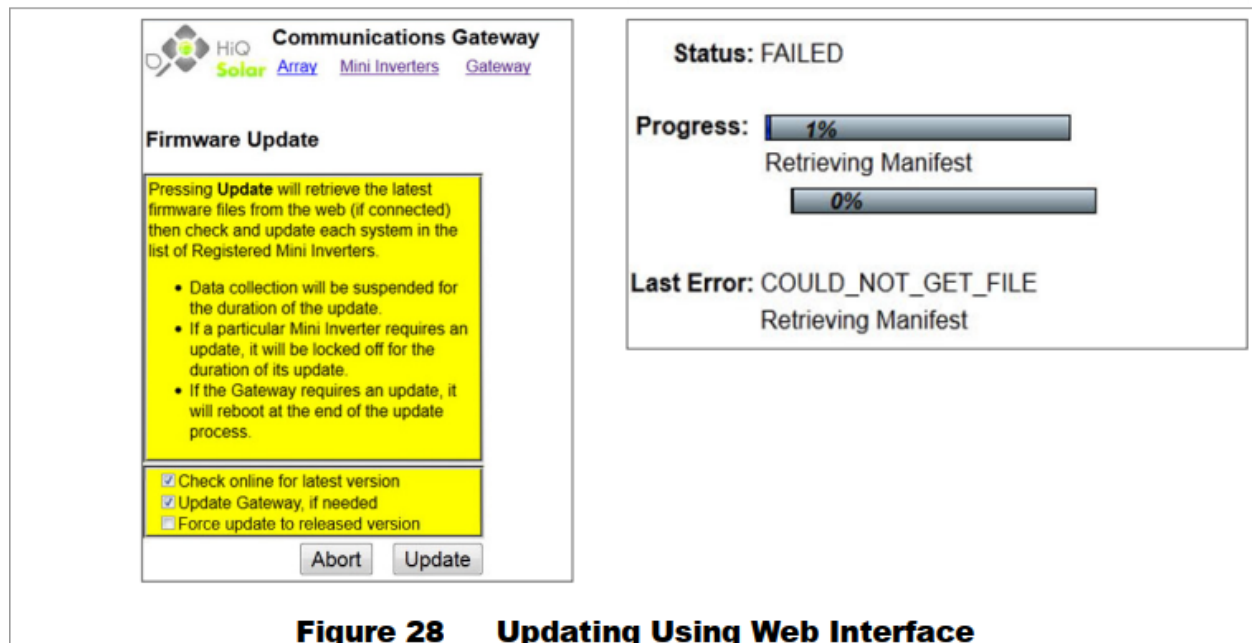 HiQ
Solar
Communications Gateway
Array Mini Inverters Gateway
Firmware Update
Pressing Update will retrieve the latest
firmware files from the web (if connected)
then check and update each system in the
list of Registered Mini Inverters.
• Data collection will be suspended for
the duration of the update.
• If a particular Mini Inverter requires an
update, it will be locked off for the
duration of its update.
• If the Gateway requires an update, it
will reboot at the end of the update
process.
Check online for latest version
Update Gateway, if needed
Force update to released version
Abort Update
Status: FAILED
Progress: 1%
Retrieving Manifest
0%
Last Error: COULD_NOT_GET_FILE
Retrieving Manifest
Figure 28 Updating Using Web Interface